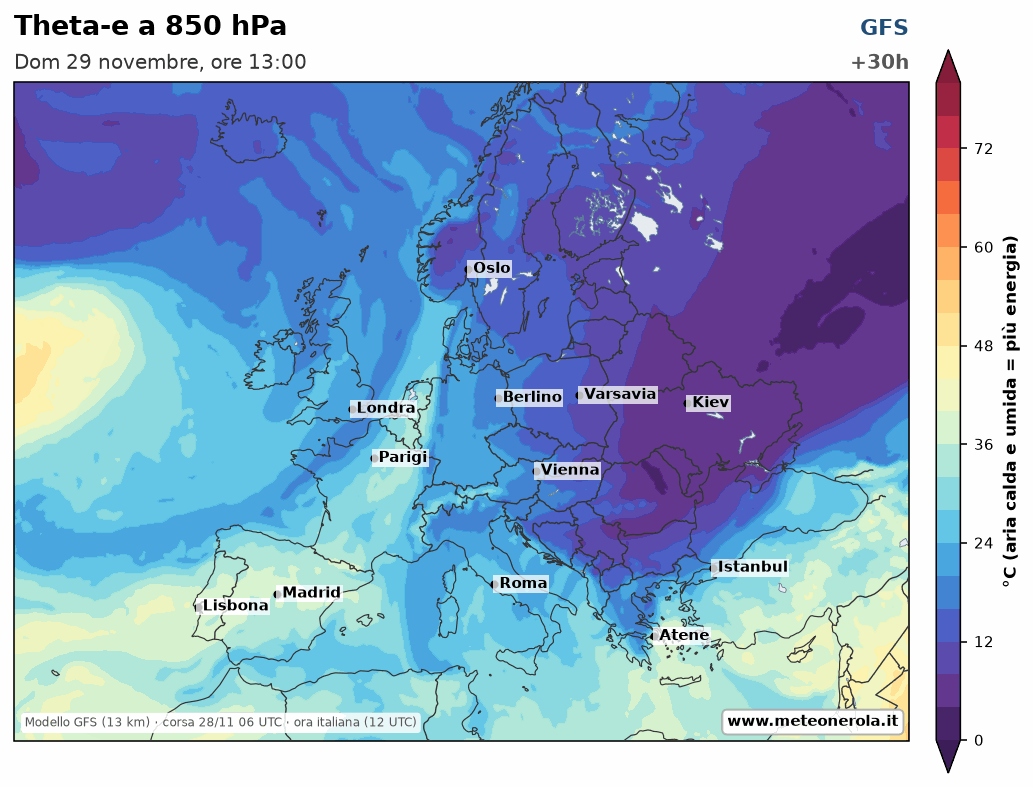 Theta-e a 850 hPa
GFS
Dom 29 novembre, ore 13:00
+30h
Oslo
Londra
Berlino
Varsavia
Kiev
Parigi
Vienna
Istanbul
Roma
Madrid
Lisbona
Atene
Modello GFS (13 km) · corsa 28/11 06 UTC · ora italiana (12 UTC)
www.meteonerola.it
72
60
48
36
24
12
0
°C (aria calda e umida = più energia)